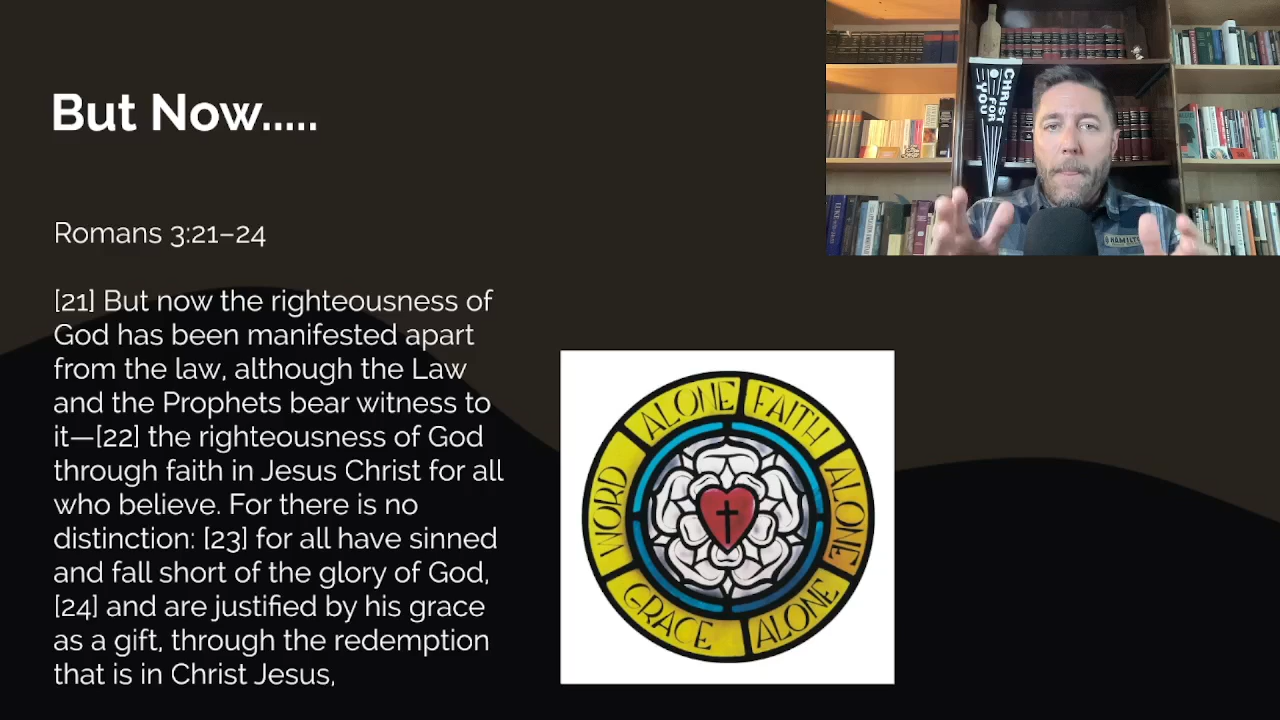 But Now.....
Romans 3:21–24
[21] But now the righteousness of
God has been manifested apart
from the law, although the Law
and the Prophets bear witness to
it—[22] the righteousness of God
through faith in Jesus Christ for all
who believe. For there is no
distinction: [23] for all have sinned
and fall short of the glory of God,
[24] and are justified by his grace
as a gift, through the redemption
that is in Christ Jesus,
CHRIST
FOR
YOU
WORD ALONE FAITH ALONE GRACE ALONE